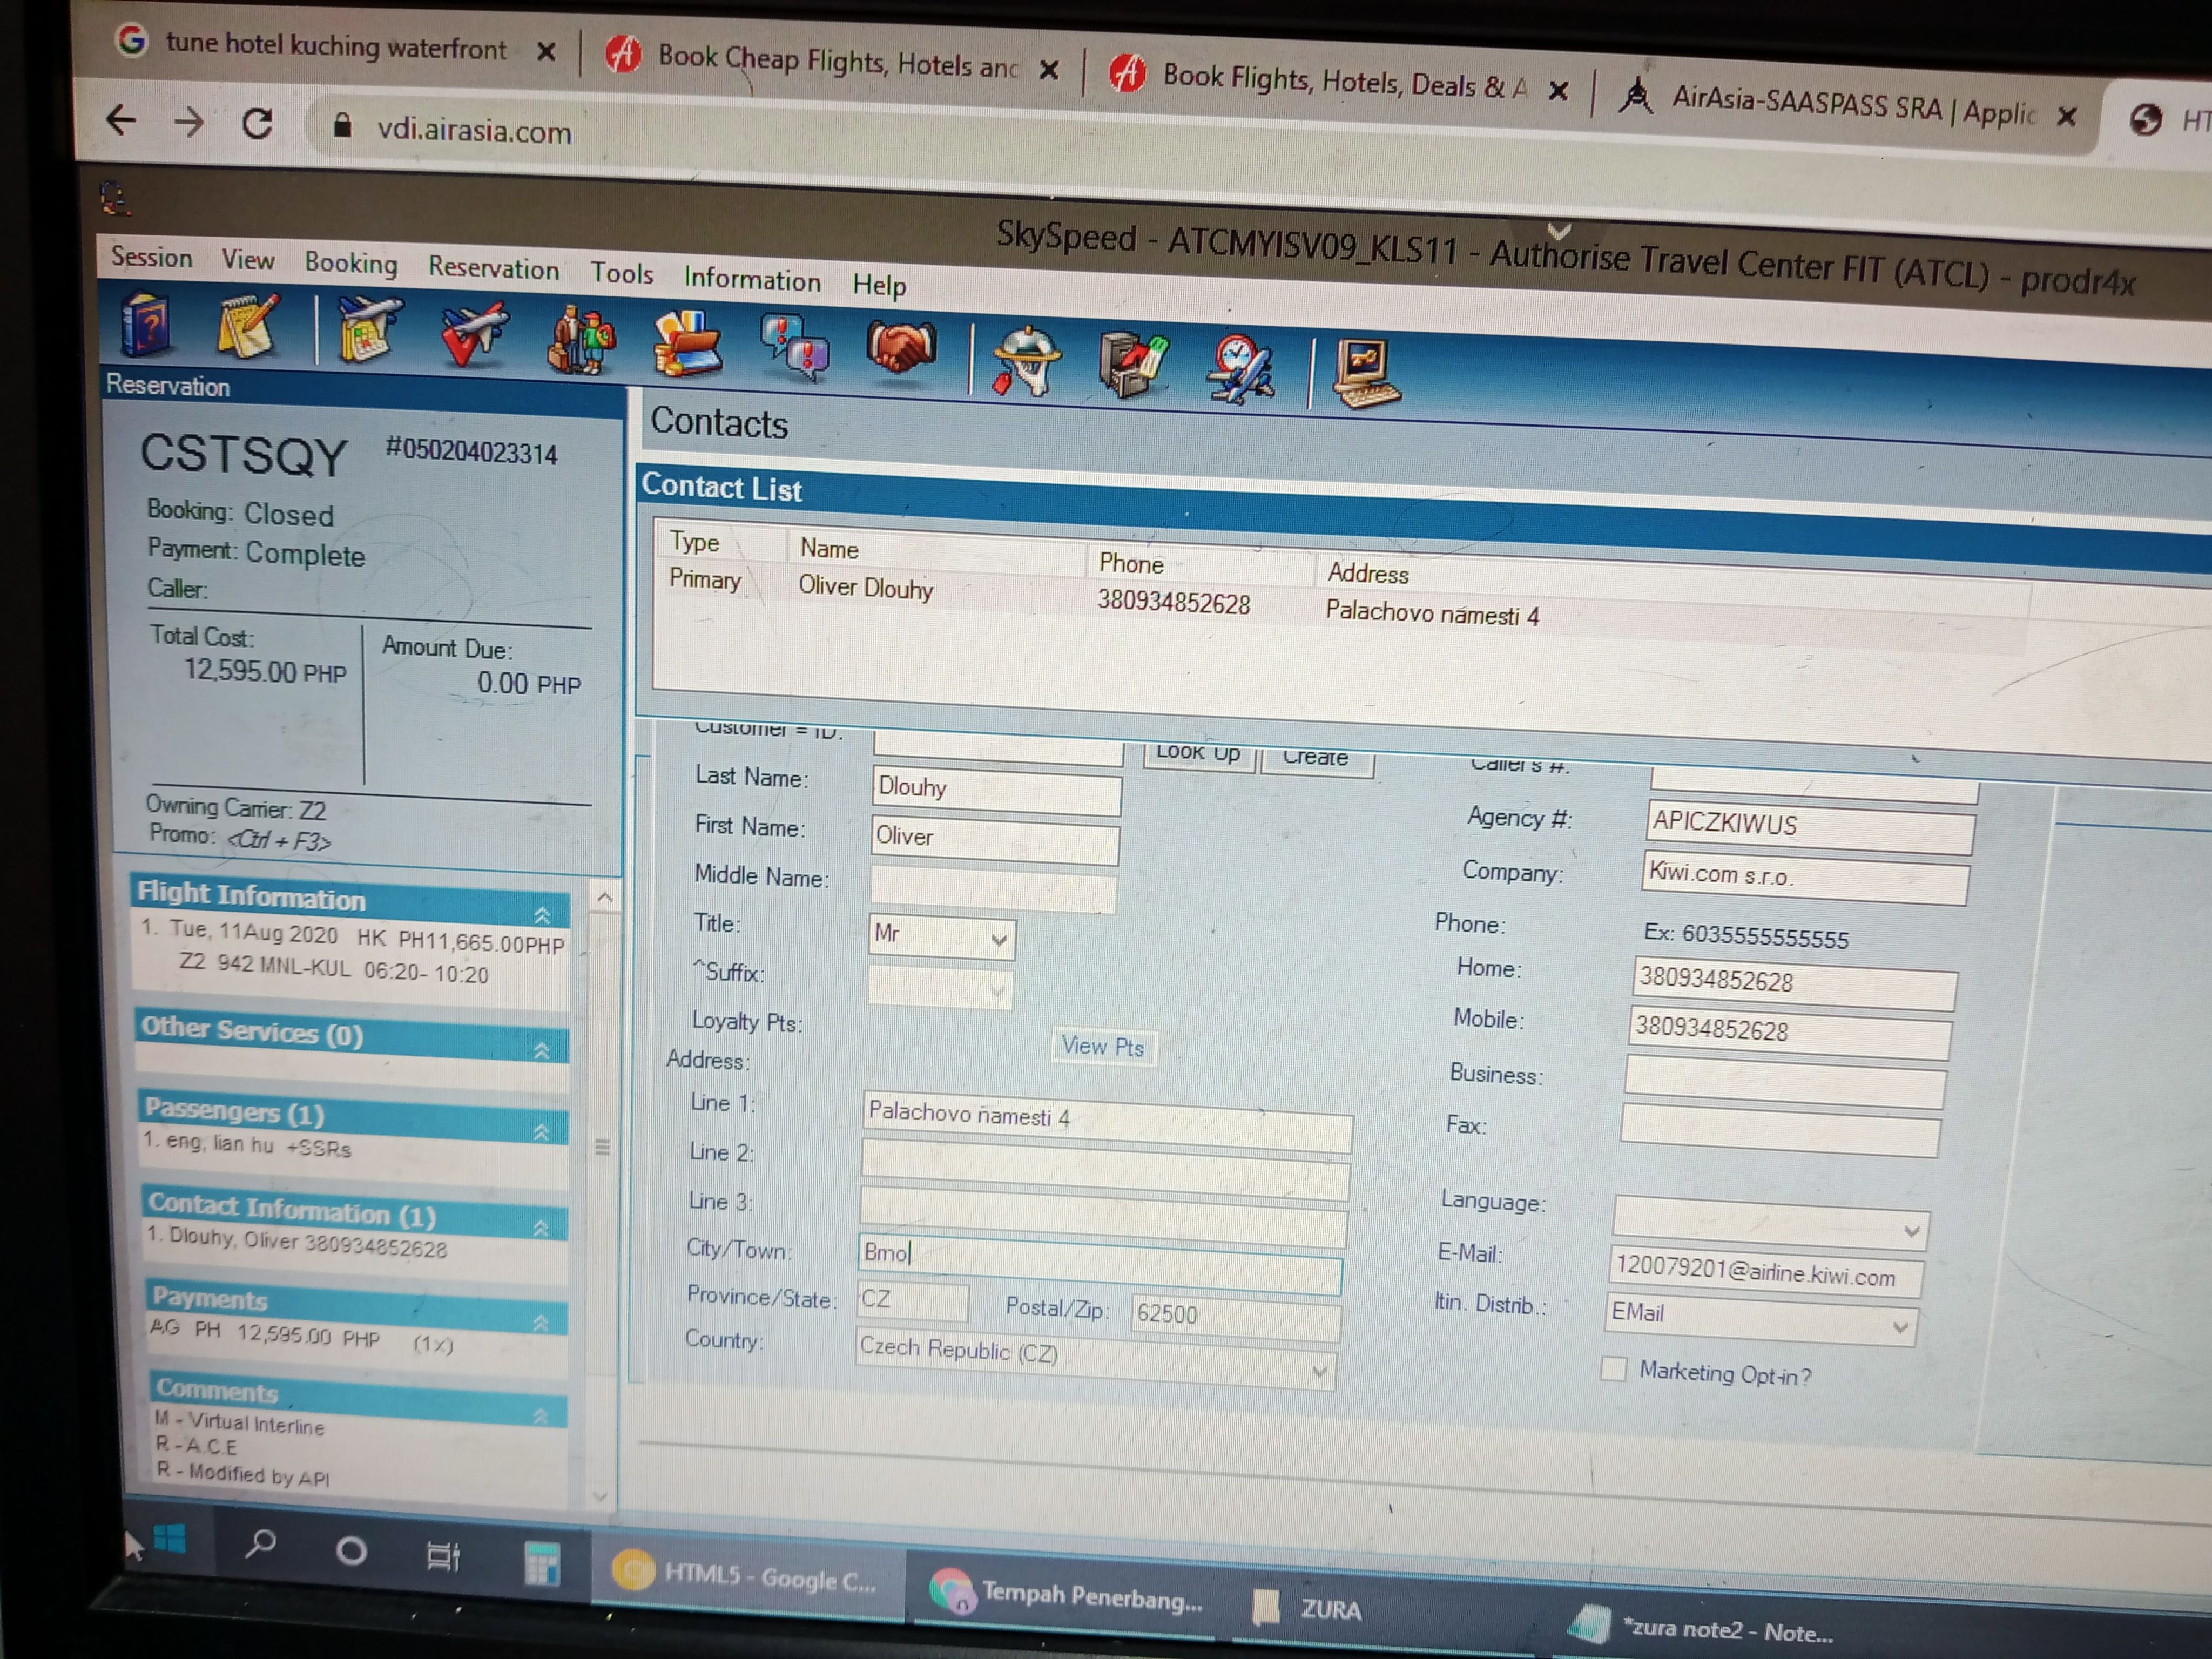 tune hotel kuching waterfront
Book Cheap Flights, Hotels and
Book Flights, Hotels, Deals & A
AirAsia-SAASPASS SRA | Applic
HT
vdi.airasia.com
SkySpeed - ATCMYISV09_KLS11 - Authorise Travel Center FIT (ATCL) - prodr4x
Session View Booking Reservation Tools Information Help
Reservation
CSTSQY #050204023314
Booking: Closed
Payment: Complete
Caller:
Total Cost: Amount Due:
12,595.00 PHP 0.00 PHP
Owning Carrier: Z2
Promo: <Ctrl + F3>
Flight Information
1. Tue, 11Aug 2020 HK PH11,665.00PHP
Z2 942 MNL-KUL 06:20- 10:20
Other Services (0)
Passengers (1)
1. eng, lian hu +SSRs
Contact Information (1)
1. Dlouhy, Oliver 380934852628
Payments
AG PH 12,595.00 PHP (1x)
Comments
M - Virtual Interline
R - A.C.E
R - Modified by API
Contacts
Contact List
Type Name Phone Address
Primary Oliver Dlouhy 380934852628 Palachovo namesti 4
Customer = ID: Look Up Create
Last Name: Dlouhy
First Name: Oliver
Middle Name:
Title: Mr
^Suffix:
Loyalty Pts: View Pts
Address:
Line 1: Palachovo namesti 4
Line 2:
Line 3:
City/Town: Brno
Province/State: CZ Postal/Zip: 62500
Country: Czech Republic (CZ)
Caller's #:
Agency #: APICZKIWUS
Company: Kiwi.com s.r.o.
Phone: Ex: 6035555555555
Home: 380934852628
Mobile: 380934852628
Business:
Fax:
Language:
E-Mail: 120079201@airline.kiwi.com
Itin. Distrib.: EMail
Marketing Opt-in?
HTML5 - Google C...
Tempah Penerbang...
ZURA
*zura note2 - Note...